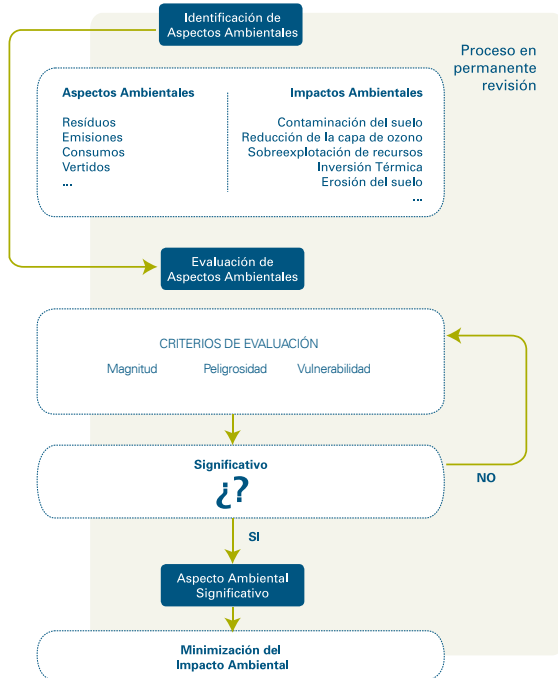 Identificación de
Aspectos Ambientales
Proceso en
permanente
revisión
Aspectos Ambientales
Resíduos
Emisiones
Consumos
Vertidos
...
Impactos Ambientales
Contaminación del suelo
Reducción de la capa de ozono
Sobreexplotación de recursos
Inversión Térmica
Erosión del suelo
...
Evaluación de
Aspectos Ambientales
CRITERIOS DE EVALUACIÓN
Magnitud Peligrosidad Vulnerabilidad
Significativo
¿?
NO
SI
Aspecto Ambiental
Significativo
Minimización del
Impacto Ambiental